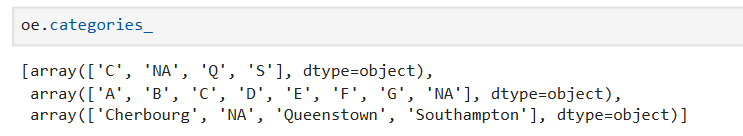 oe.categories_
[array(['C', 'NA', 'Q', 'S'], dtype=object),
 array(['A', 'B', 'C', 'D', 'E', 'F', 'G', 'NA'], dtype=object),
 array(['Cherbourg', 'NA', 'Queenstown', 'Southampton'], dtype=object)]